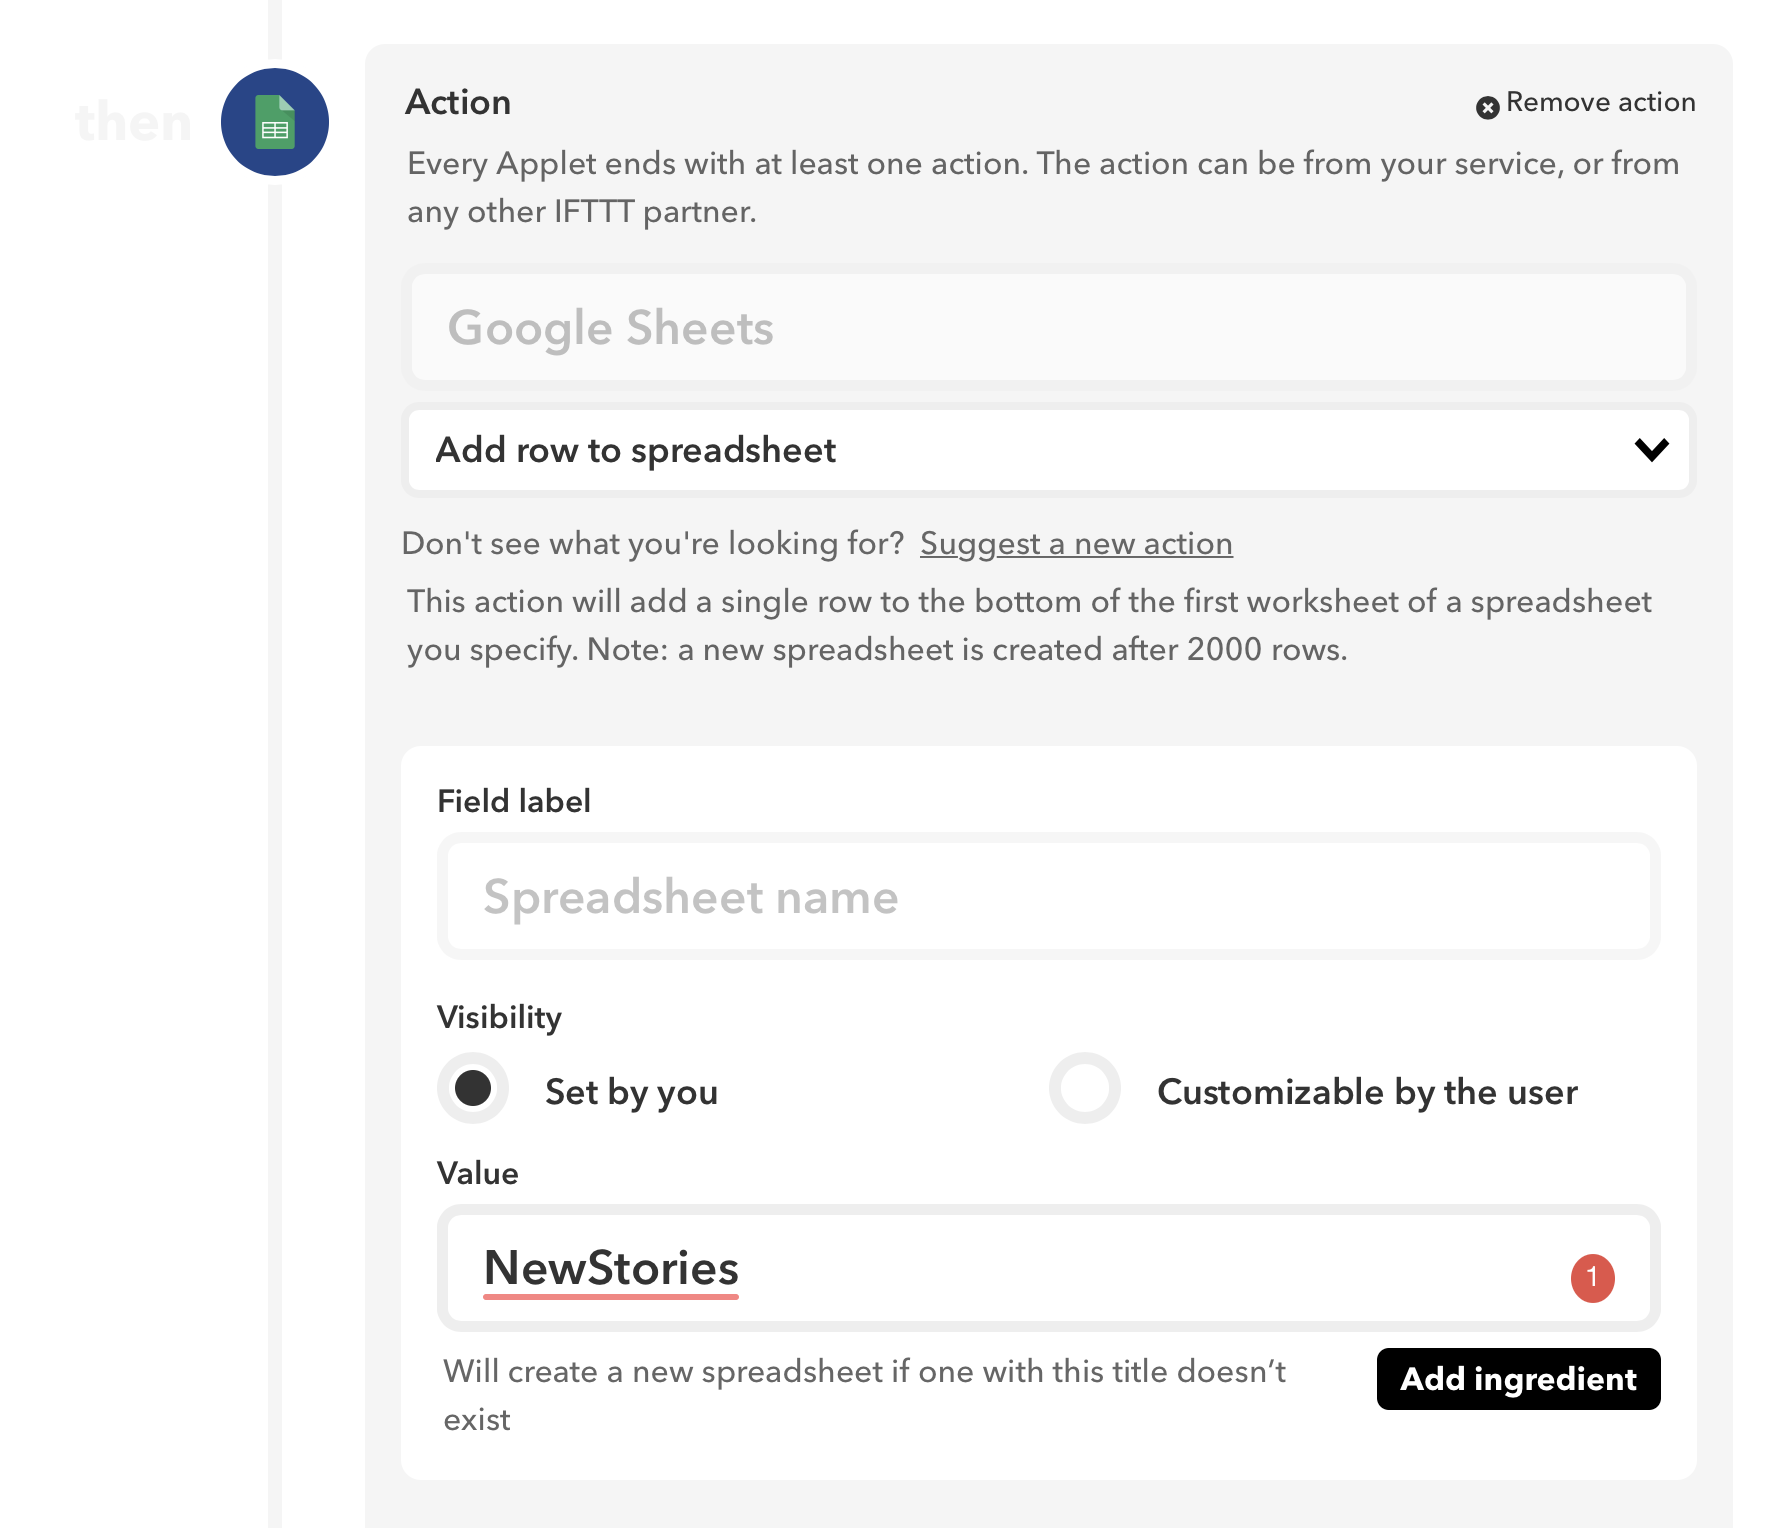 then
Action
Remove action
Every Applet ends with at least one action. The action can be from your service, or from
any other IFTTT partner.
Google Sheets
Add row to spreadsheet
Don't see what you're looking for? Suggest a new action
This action will add a single row to the bottom of the first worksheet of a spreadsheet
you specify. Note: a new spreadsheet is created after 2000 rows.
Field label
Spreadsheet name
Visibility
Set by you
Customizable by the user
Value
NewStories
1
Will create a new spreadsheet if one with this title doesn’t
exist
Add ingredient